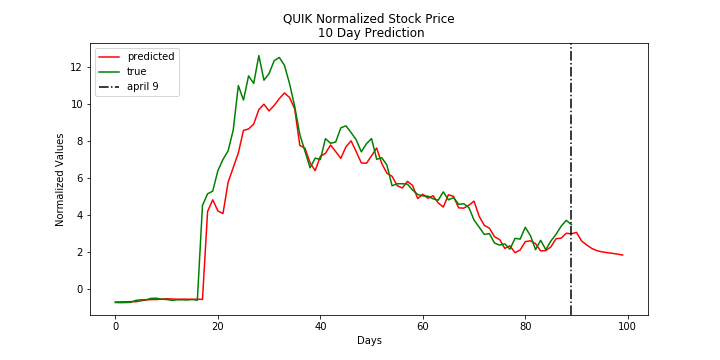 QUIK Normalized Stock Price
10 Day Prediction
predicted
true
april 9
Normalized Values
12
10
8
6
4
2
0
0 20 40 60 80 100
Days